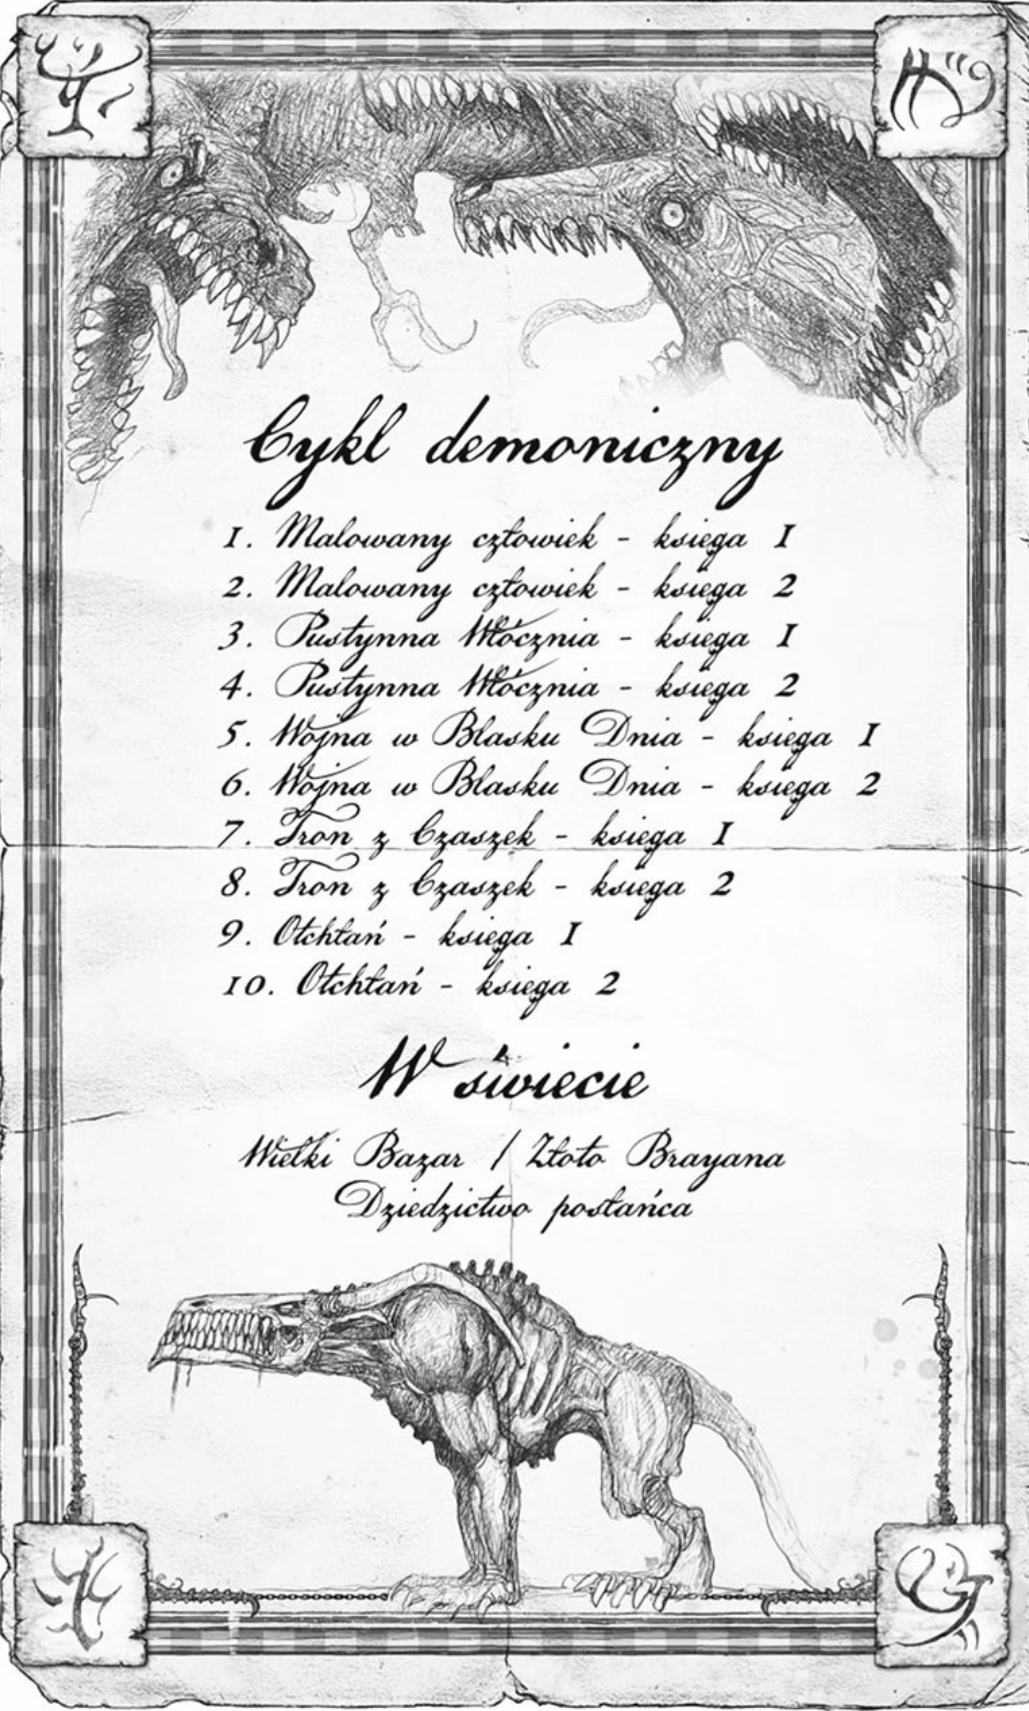 Cykl demoniczny
1. Malowany człowiek - księga I
2. Malowany człowiek - księga 2
3. Pustynna Włócznia - księga I
4. Pustynna Włócznia - księga 2
5. Wojna w Blasku Dnia - księga I
6. Wojna w Blasku Dnia - księga 2
7. Tron z Czaszek - księga I
8. Tron z Czaszek - księga 2
9. Otchłań - księga I
10. Otchłań - księga 2
W świecie
Wielki Bazar / Złoto Brayana
Dziedzictwo posłańca